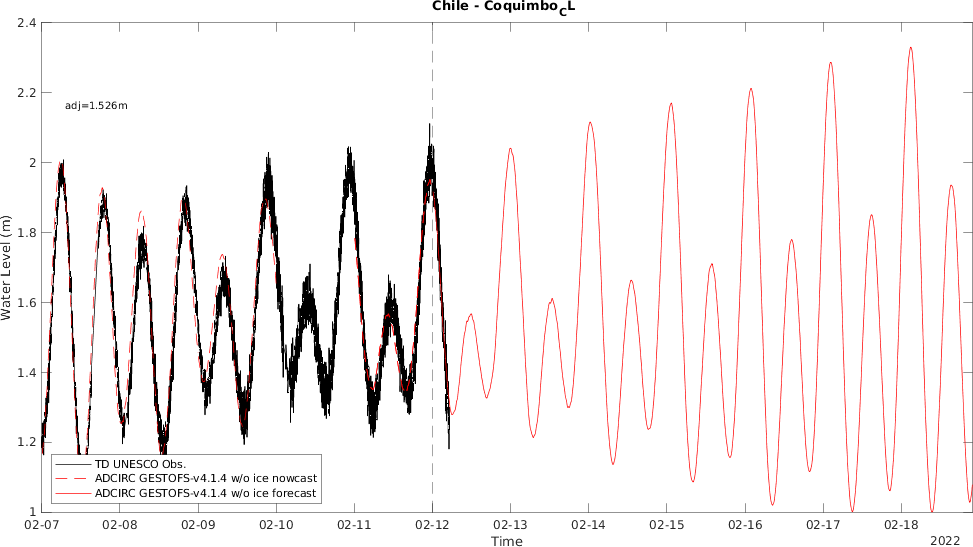 Chile - CoquimboCL
2.4
2.2
2
1.8
1.6
1.4
1.2
1
Water Level (m)
adj=1.526m
TD UNESCO Obs.
ADCIRC GESTOFS-v4.1.4 w/o ice nowcast
ADCIRC GESTOFS-v4.1.4 w/o ice forecast
02-07 02-08 02-09 02-10 02-11 02-12 02-13 02-14 02-15 02-16 02-17 02-18
Time
2022